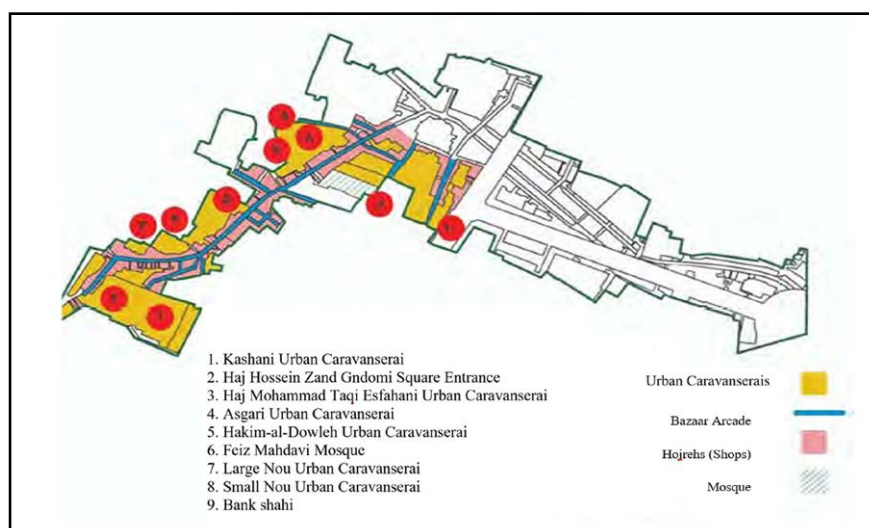 1. Kashani Urban Caravanserai
2. Haj Hossein Zand Gndomi Square Entrance
3. Haj Mohammad Taqi Esfahani Urban Caravanserai
4. Asgari Urban Caravanserai
5. Hakim-al-Dowleh Urban Caravanserai
6. Feiz Mahdavi Mosque
7. Large Nou Urban Caravanserai
8. Small Nou Urban Caravanserai
9. Bank shahi
Urban Caravanserais
Bazaar Arcade
Hojrehs (Shops)
Mosque